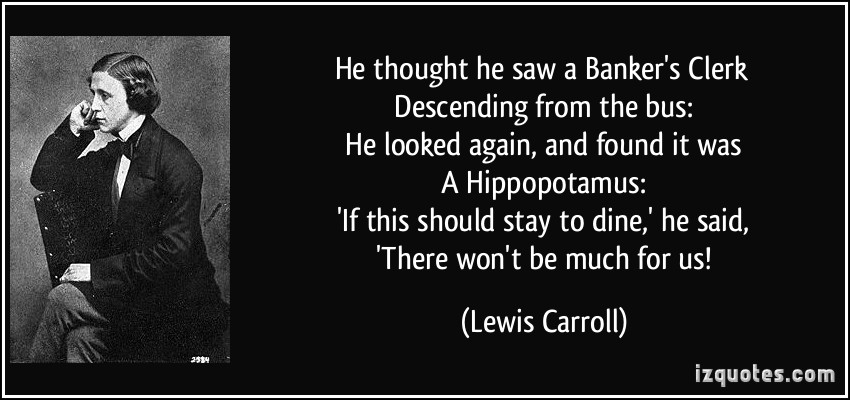 He thought he saw a Banker's Clerk
Descending from the bus:
He looked again, and found it was
A Hippopotamus:
'If this should stay to dine,' he said,
'There won't be much for us!
(Lewis Carroll)
2384
izquotes.com